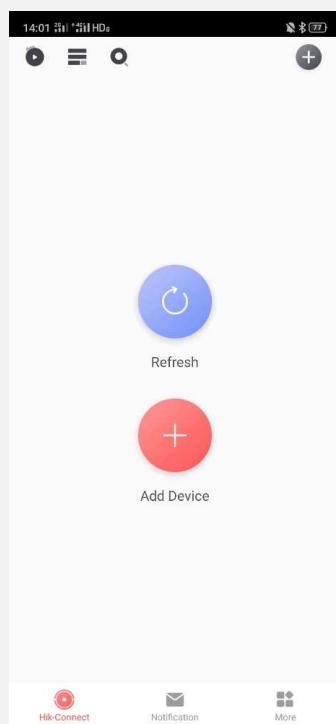 14:01
HD
77
Refresh
Add Device
Hik-Connect
Notification
More